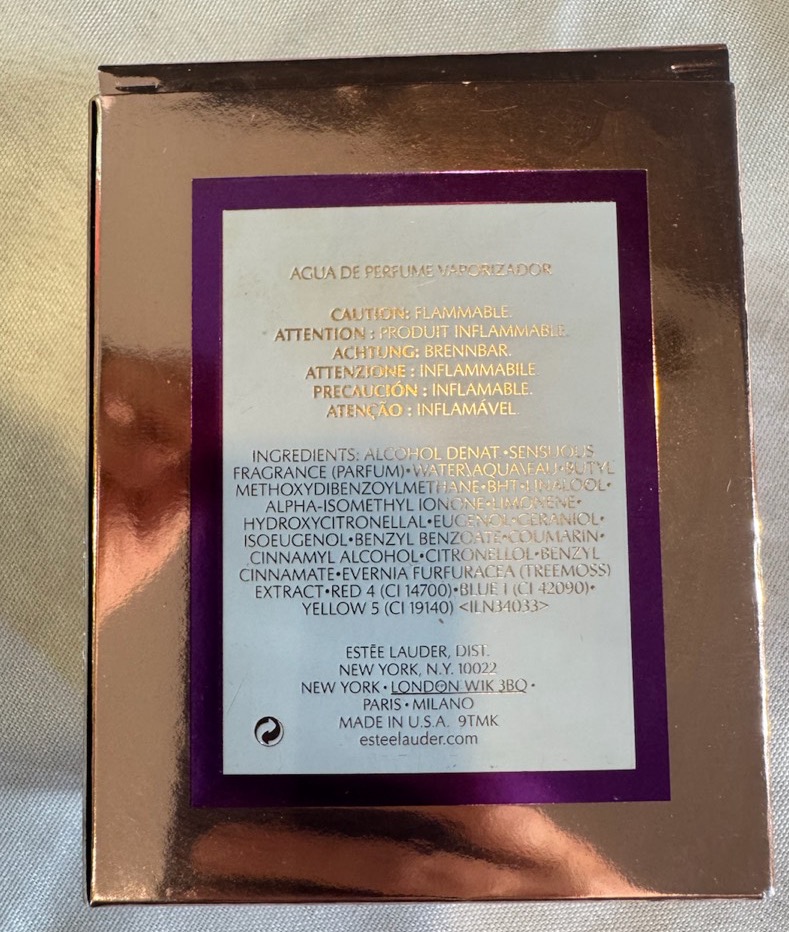 AGUA DE PERFUME VAPORIZADOR
CAUTION: FLAMMABLE.
ATTENTION : PRODUIT INFLAMMABLE.
ACHTUNG: BRENNBAR.
ATTENZIONE : INFLAMMABILE.
PRECAUCIÓN : INFLAMABLE.
ATENÇÃO : INFLAMÁVEL.
INGREDIENTS: ALCOHOL DENAT•SENSUOUS
FRAGRANCE (PARFUM)•WATER\AQUA\EAU•BUTYL
METHOXYDIBENZOYLMETHANE•BHT•LINALOOL•
ALPHA-ISOMETHYL IONONE•LIMONENE•
HYDROXYCITRONELLAL•EUGENOL•GERANIOL•
ISOEUGENOL•BENZYL BENZOATE•COUMARIN•
CINNAMYL ALCOHOL•CITRONELLOL•BENZYL
CINNAMATE•EVERNIA FURFURACEA (TREEMOSS)
EXTRACT•RED 4 (CI 14700)•BLUE 1 (CI 42090)•
YELLOW 5 (CI 19140) <ILN34033>
ESTĒE LAUDER, DIST.
NEW YORK, N.Y. 10022
NEW YORK • LONDON W1K 3BQ •
PARIS • MILANO
MADE IN U.S.A. 9TMK
esteelauder.com